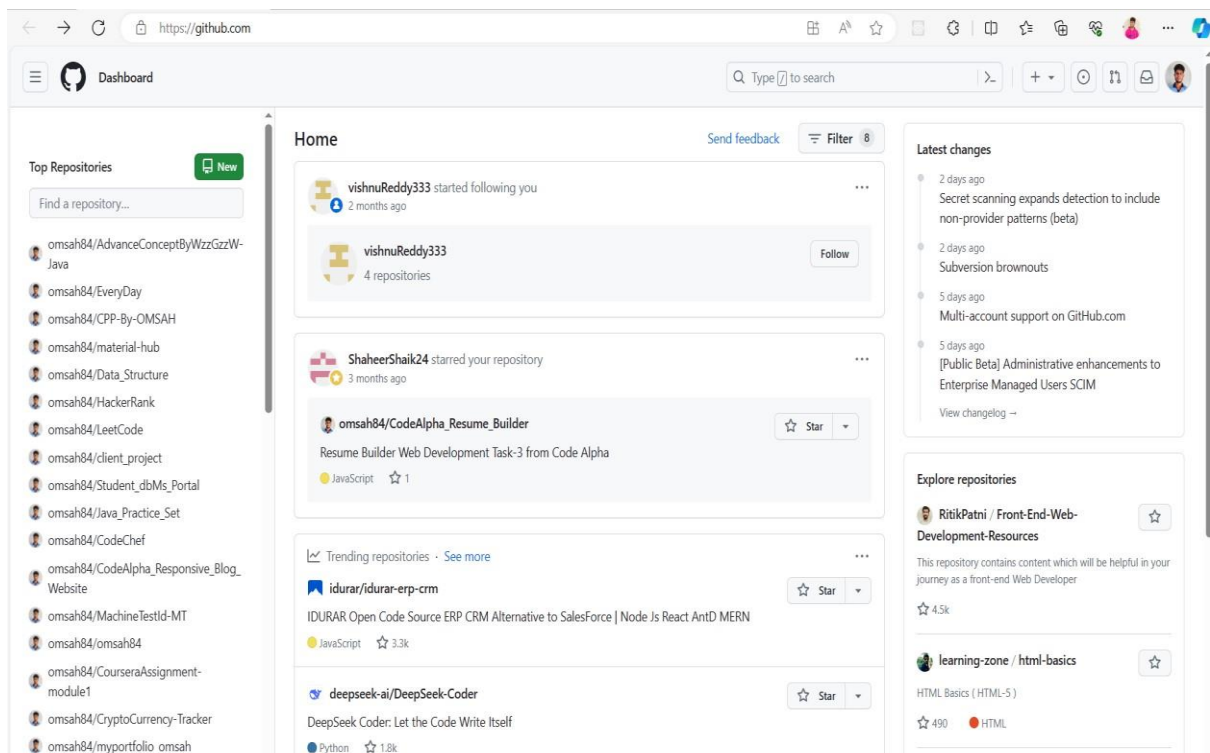 https://github.com
Dashboard
Type / to search
Top Repositories
New
Find a repository...
omsah84/AdvanceConceptByWzzGzzW-
Java
omsah84/EveryDay
omsah84/CPP-By-OMSAH
omsah84/material-hub
omsah84/Data_Structure
omsah84/HackerRank
omsah84/LeetCode
omsah84/client_project
omsah84/Student_dbMs_Portal
omsah84/Java_Practice_Set
omsah84/CodeChef
omsah84/CodeAlpha_Responsive_Blog_
Website
omsah84/MachineTestId-MT
omsah84/omsah84
omsah84/CourseraAssignment-
module1
omsah84/CryptoCurrency-Tracker
omsah84/myportfolio_omsah
Home
Send feedback
Filter 8
vishnuReddy333 started following you
2 months ago
vishnuReddy333
4 repositories
Follow
ShaheerShaik24 starred your repository
3 months ago
omsah84/CodeAlpha_Resume_Builder
Star
Resume Builder Web Development Task-3 from Code Alpha
JavaScript 1
Trending repositories · See more
idurar/idurar-erp-crm
Star
IDURAR Open Code Source ERP CRM Alternative to SalesForce | Node Js React AntD MERN
JavaScript 3.3k
deepseek-ai/DeepSeek-Coder
Star
DeepSeek Coder: Let the Code Write Itself
Python 1.8k
Latest changes
2 days ago
Secret scanning expands detection to include
non-provider patterns (beta)
2 days ago
Subversion brownouts
5 days ago
Multi-account support on GitHub.com
5 days ago
[Public Beta] Administrative enhancements to
Enterprise Managed Users SCIM
View changelog →
Explore repositories
RitikPatni / Front-End-Web-
Development-Resources
This repository contains content which will be helpful in your
journey as a front-end Web Developer
4.5k
learning-zone / html-basics
HTML Basics ( HTML-5 )
490 HTML